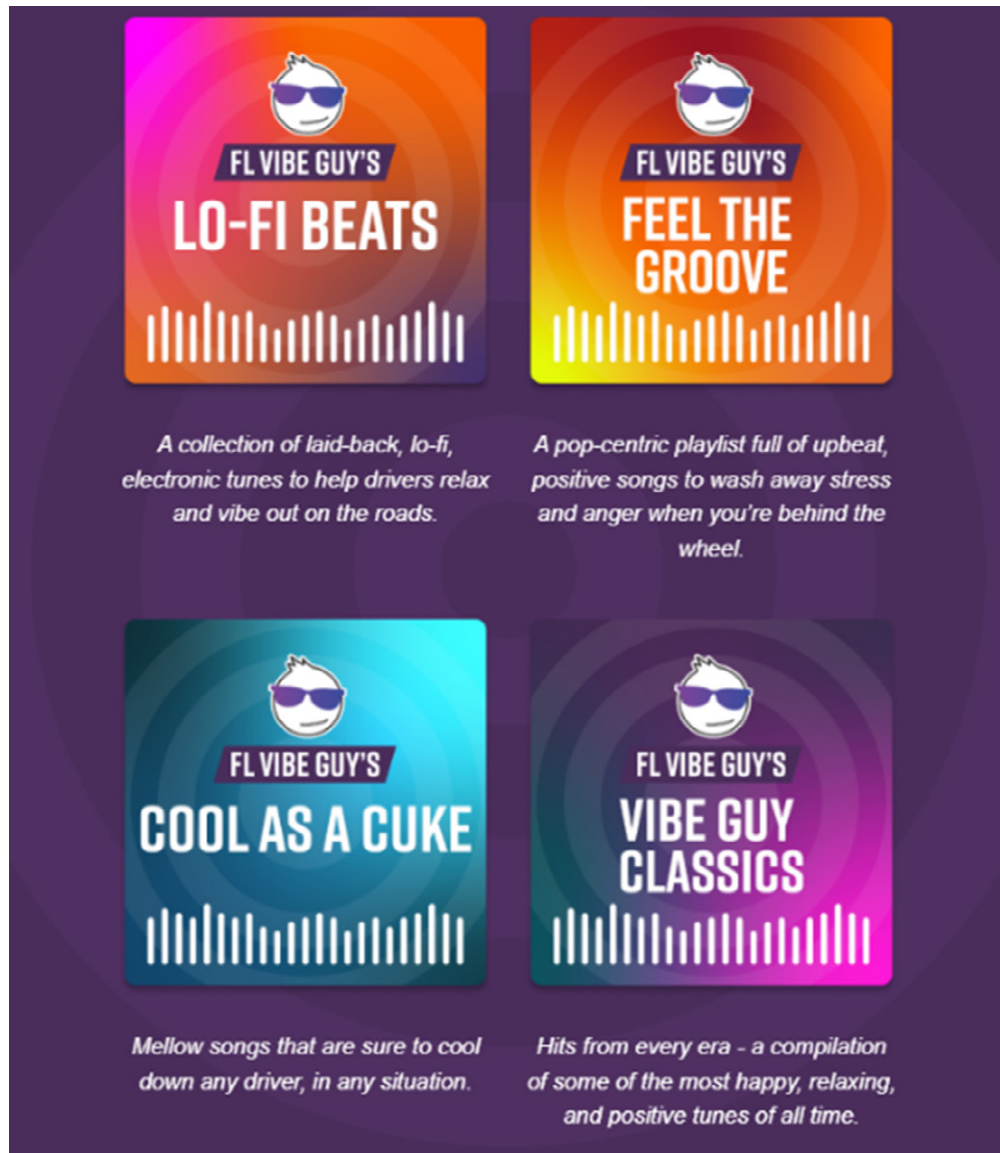 FL VIBE GUY'S
LO-FI BEATS
A collection of laid-back, lo-fi,
electronic tunes to help drivers relax
and vibe out on the roads.
FL VIBE GUY'S
FEEL THE
GROOVE
A pop-centric playlist full of upbeat,
positive songs to wash away stress
and anger when you're behind the
wheel.
FL VIBE GUY'S
COOL AS A CUKE
Mellow songs that are sure to cool
down any driver, in any situation.
FL VIBE GUY'S
VIBE GUY
CLASSICS
Hits from every era - a compilation
of some of the most happy, relaxing,
and positive tunes of all time.